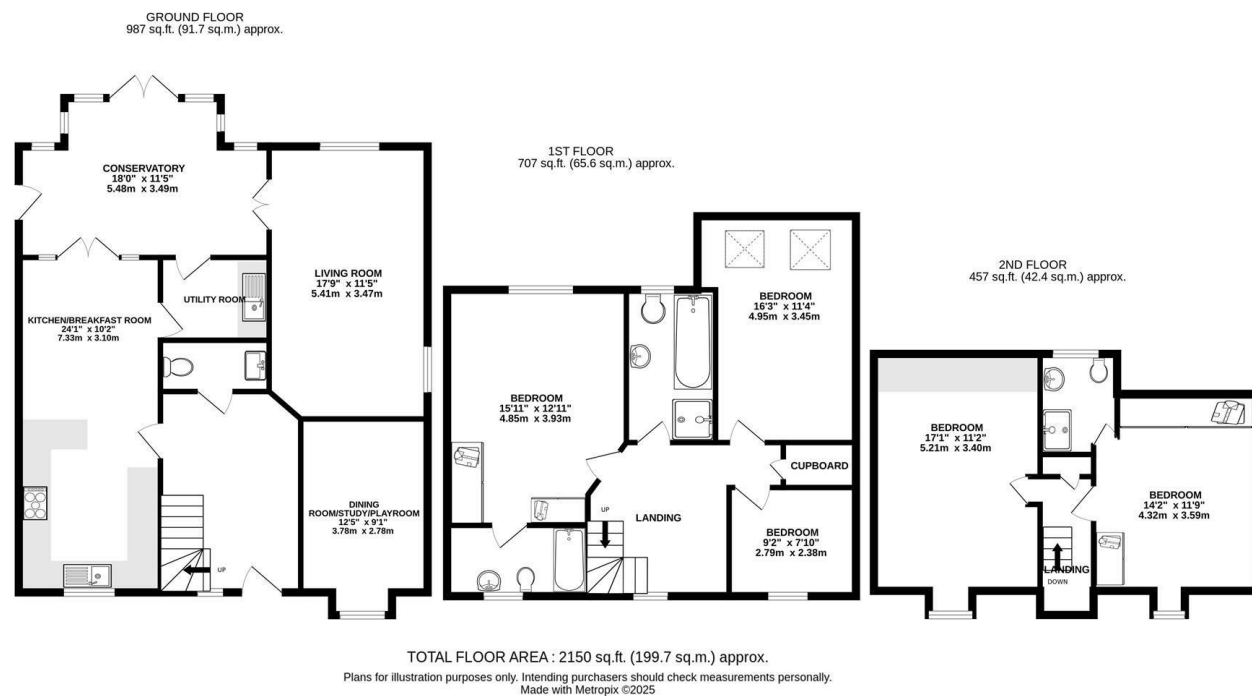 GROUND FLOOR
987 sq.ft. (91.7 sq.m.) approx.
CONSERVATORY
18'0" x 11'5"
5.48m x 3.49m
LIVING ROOM
17'9" x 11'5"
5.41m x 3.47m
UTILITY ROOM
KITCHEN/BREAKFAST ROOM
24'1" x 10'2"
7.33m x 3.10m
DINING
ROOM/STUDY/PLAYROOM
12'5" x 9'1"
3.78m x 2.78m
UP
1ST FLOOR
707 sq.ft. (65.6 sq.m.) approx.
BEDROOM
16'3" x 11'4"
4.95m x 3.45m
BEDROOM
15'11" x 12'11"
4.85m x 3.93m
CUPBOARD
UP
LANDING
BEDROOM
9'2" x 7'10"
2.79m x 2.38m
2ND FLOOR
457 sq.ft. (42.4 sq.m.) approx.
BEDROOM
17'1" x 11'2"
5.21m x 3.40m
BEDROOM
14'2" x 11'9"
4.32m x 3.59m
LANDING
DOWN
TOTAL FLOOR AREA : 2150 sq.ft. (199.7 sq.m.) approx.
Plans for illustration purposes only. Intending purchasers should check measurements personally.
Made with Metropix ©2025